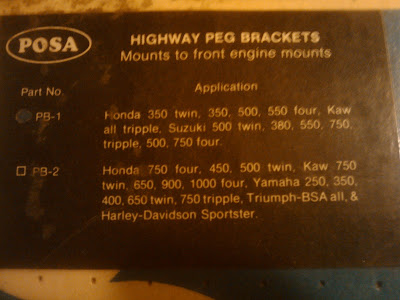 POSA
HIGHWAY PEG BRACKETS
Mounts to front engine mounts
Part No.
Application
PB-1
Honda 350 twin, 350, 500, 550 four, Kaw
all tripple, Suzuki 500 twin, 380, 550, 750,
tripple, 500, 750 four.
PB-2
Honda 750 four, 450, 500 twin, Kaw 750
twin, 650, 900, 1000 four, Yamaha 250, 350,
400, 650 twin, 750 tripple, Triumph-BSA all, &
Harley-Davidson Sportster.